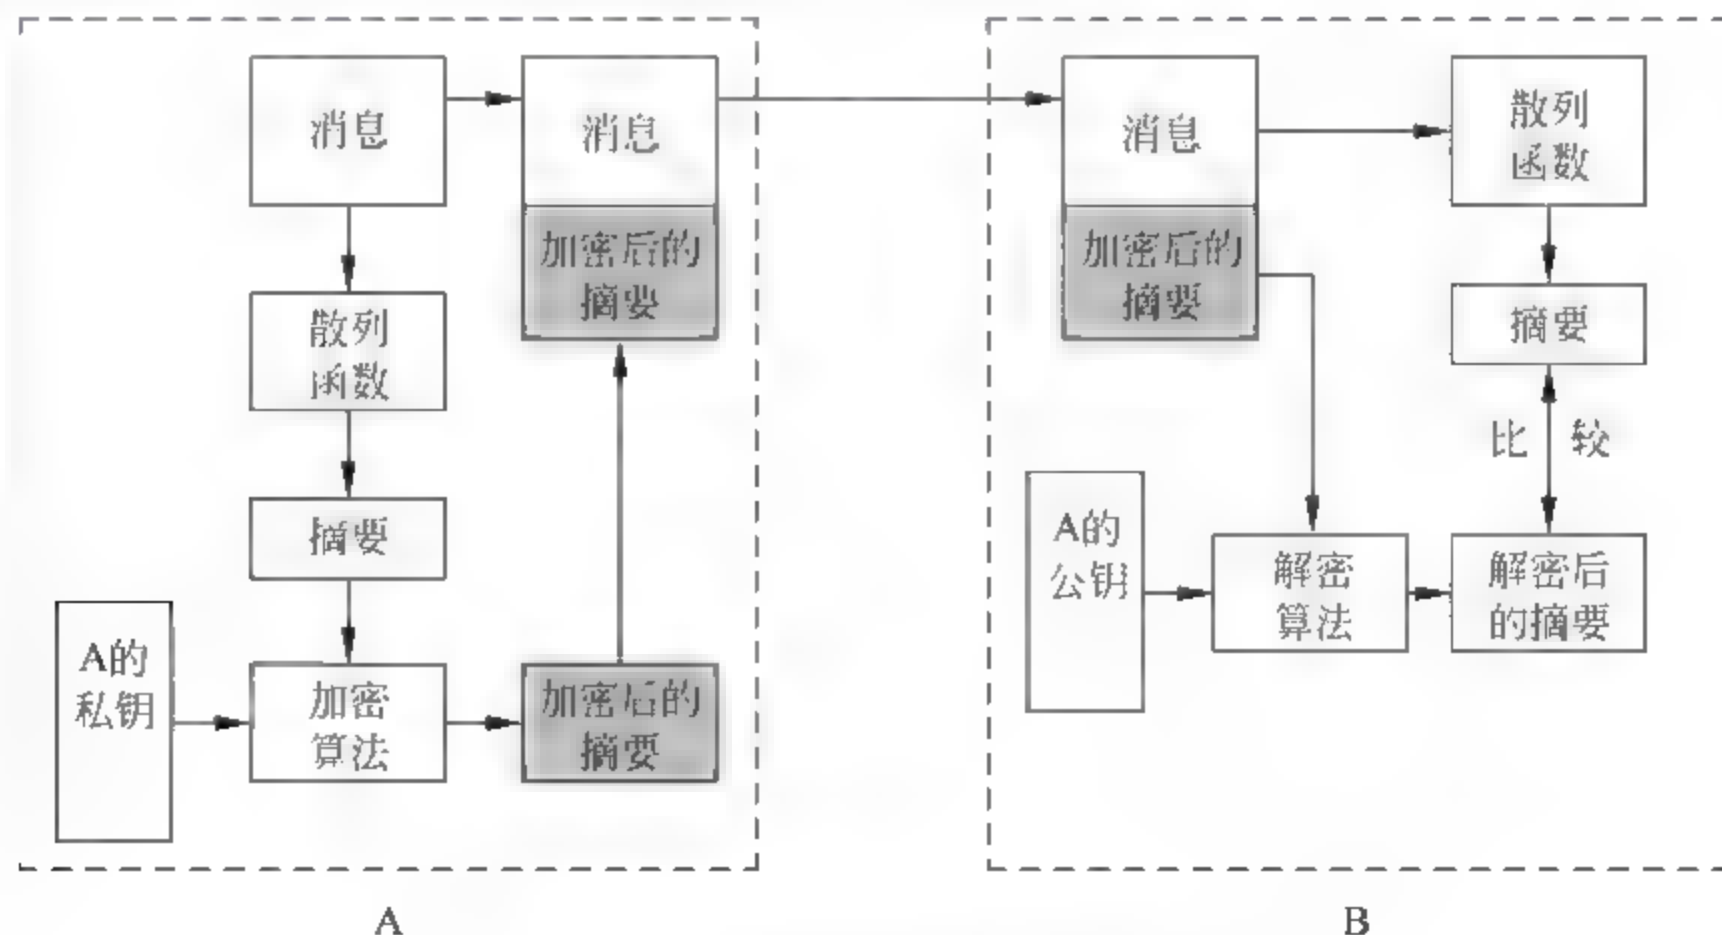 消息
散列
函数
摘要
A的
私钥
加密
算法
加密后的
摘要
消息
加密后的
摘要
A
消息
加密后的
摘要
散列
函数
摘要
比 较
A的
公钥
解密
算法
解密后
的摘要
B